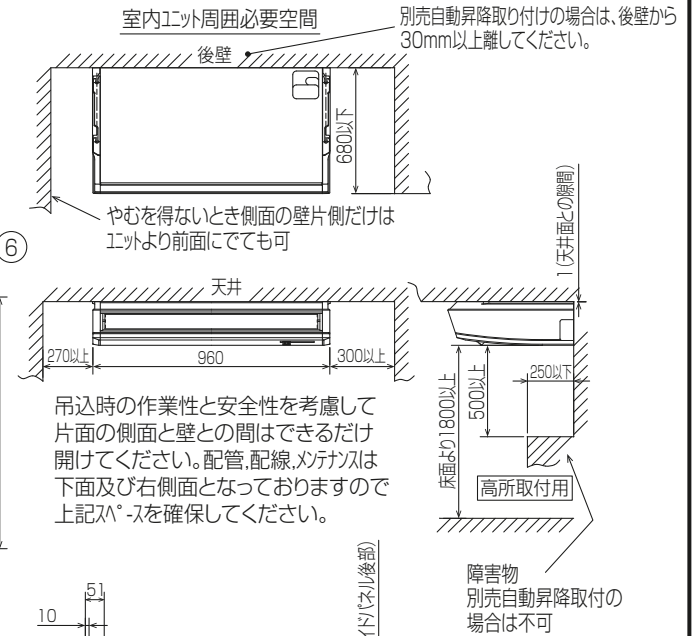 室内ユニット周囲必要空間
別売自動昇降取り付けの場合は、後壁から
30mm以上離してください。
後壁
680以下
やむを得ないとき側面の壁片側だけは
ユニットより前面にでても可
1(天井面との隙間)
6
天井
270以上
960
300以上
床面より1800以上
500以上
250以下
吊込時の作業性と安全性を考慮して
片面の側面と壁との間はできるだけ
開けてください。配管,配線,メンテナンスは
下面及び右側面となっておりますので
上記スペースを確保してください。
高所取付用
障害物
別売自動昇降取付の
場合は不可
51
10
イドパネル後部)